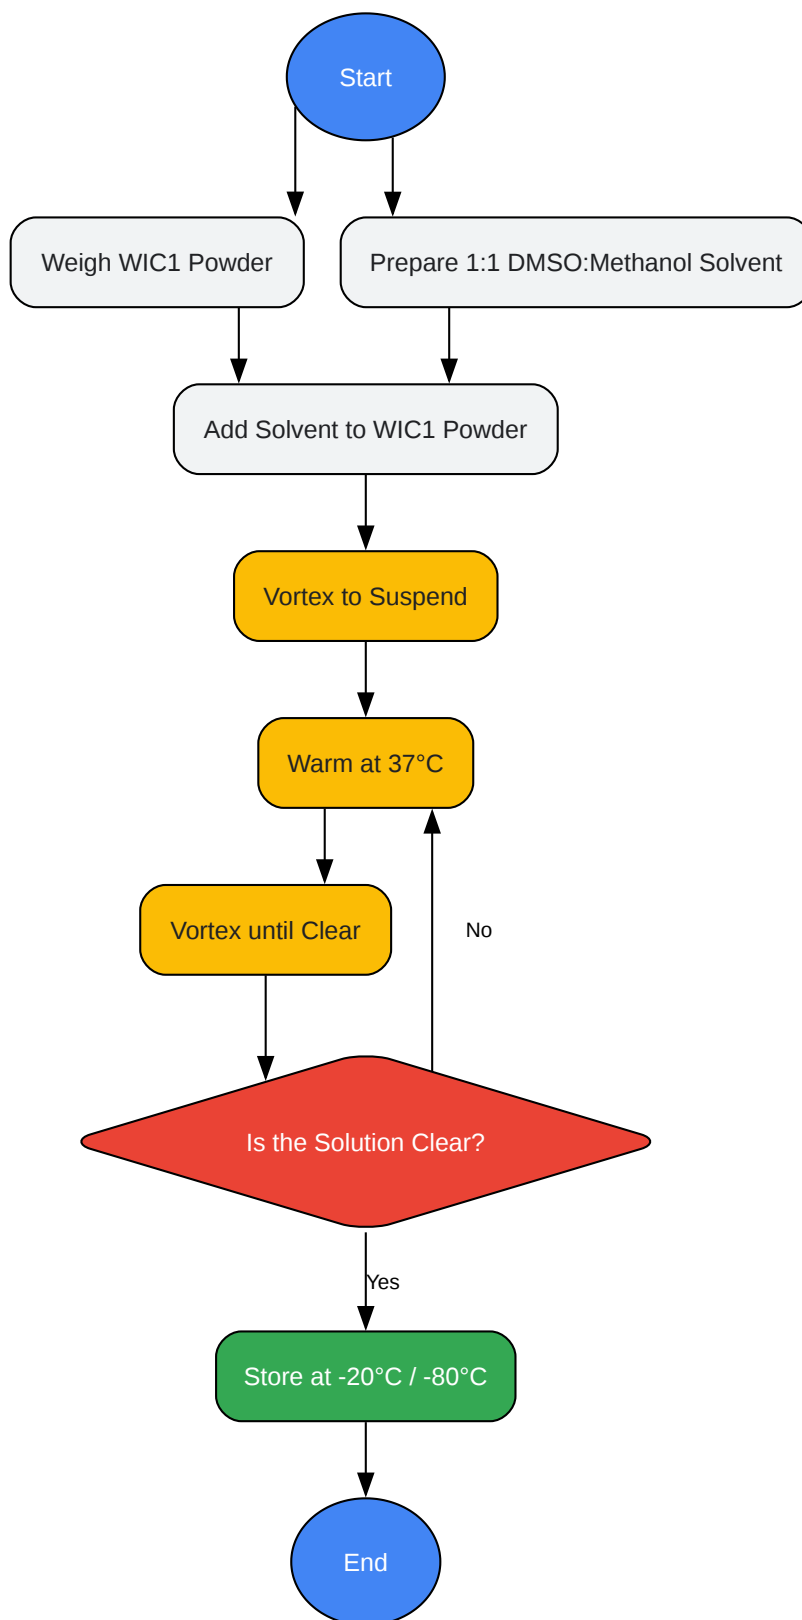 Start
Weigh WIC1 Powder
Prepare 1:1 DMSO:Methanol Solvent
Add Solvent to WIC1 Powder
Vortex to Suspend
Warm at 37°C
Vortex until Clear
No
Is the Solution Clear?
Yes
Store at -20°C / -80°C
End